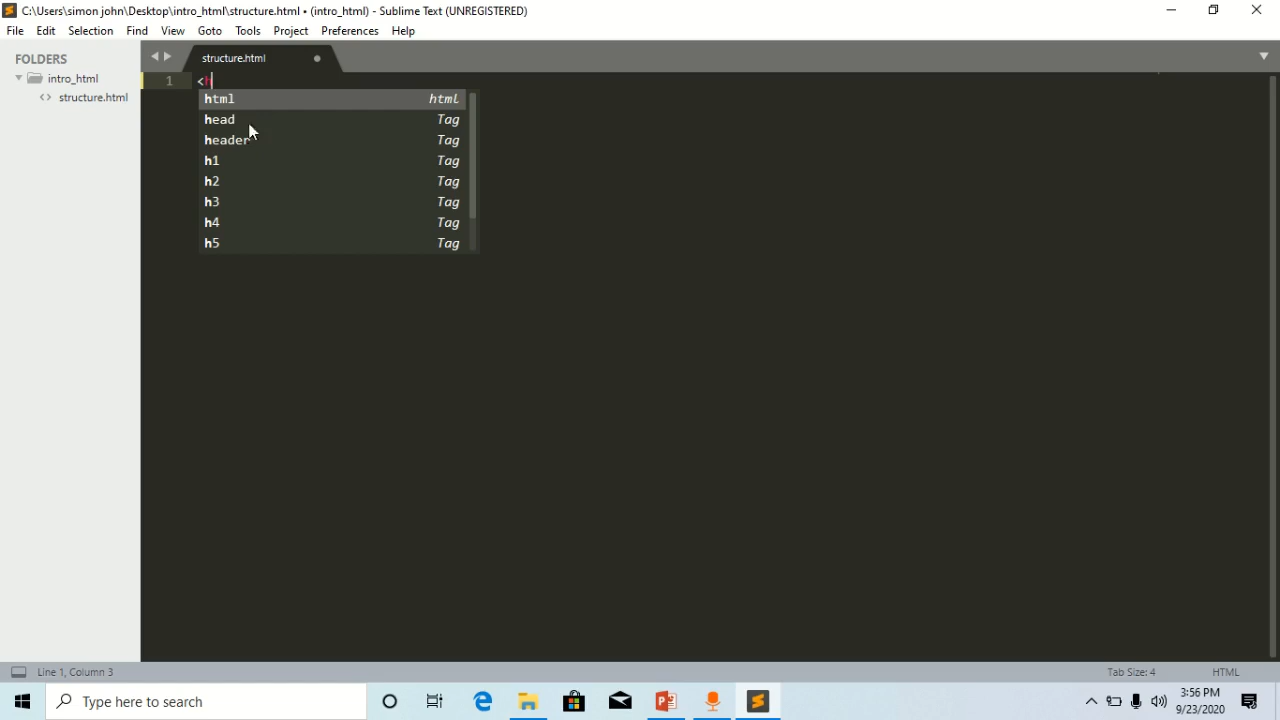 C:\Users\simon john\Desktop\intro_html\structure.html • (intro_html) - Sublime Text (UNREGISTERED)
File Edit Selection Find View Goto Tools Project Preferences Help
FOLDERS
intro_html
structure.html
structure.html
1 <h
html html
head Tag
header Tag
h1 Tag
h2 Tag
h3 Tag
h4 Tag
h5 Tag
Line 1, Column 3 Tab Size: 4 HTML
Type here to search
3:56 PM
9/23/2020